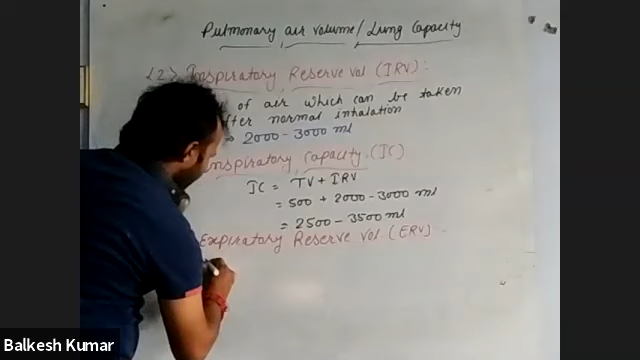 Pulmonary air volume / Lung Capacity
(2) Inspiratory Reserve vol (IRV) :
of air which can be taken
after normal inhalation
⇒ 2000 - 3000 ml
Inspiratory capacity (IC)
IC = TV + IRV
= 500 + 2000 - 3000 ml
= 2500 - 3500 ml
Expiratory Reserve vol. (ERV) :
Balkesh Kumar